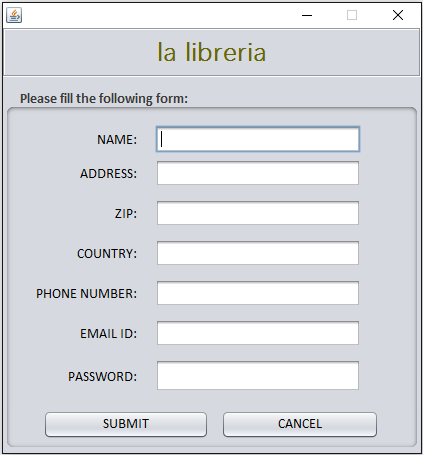 la libreria
Please fill the following form:
NAME:
ADDRESS:
ZIP:
COUNTRY:
PHONE NUMBER:
EMAIL ID:
PASSWORD:
SUBMIT CANCEL